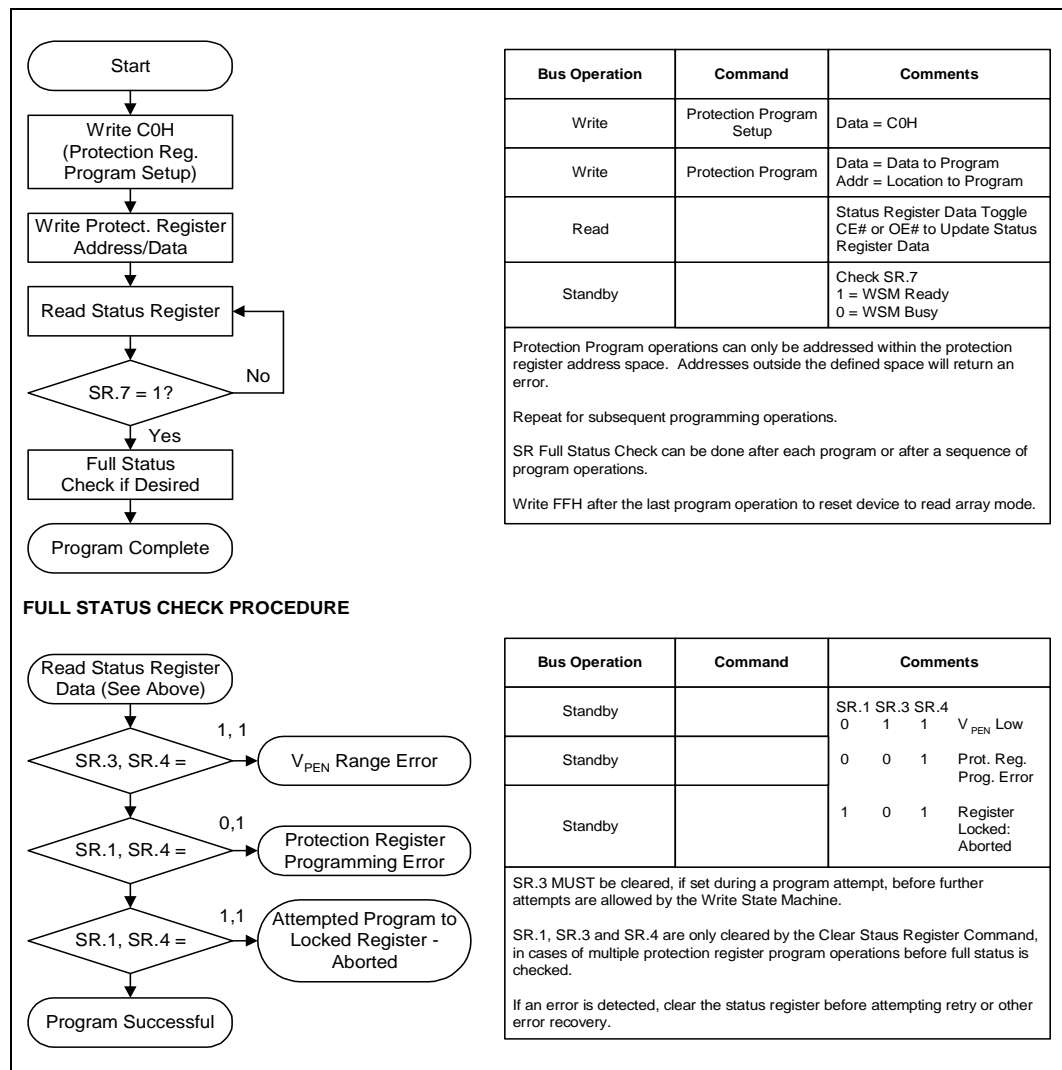 Start
Write C0H
(Protection Reg.
Program Setup)
Write Protect. Register
Address/Data
Read Status Register
No
SR.7 = 1?
Yes
Full Status
Check if Desired
Program Complete
Bus Operation Command Comments
Write Protection Program Setup Data = C0H
Write Protection Program Data = Data to Program
Addr = Location to Program
Read Status Register Data Toggle
CE# or OE# to Update Status
Register Data
Standby Check SR.7
1 = WSM Ready
0 = WSM Busy
Protection Program operations can only be addressed within the protection
register address space. Addresses outside the defined space will return an
error.
Repeat for subsequent programming operations.
SR Full Status Check can be done after each program or after a sequence of
program operations.
Write FFH after the last program operation to reset device to read array mode.
FULL STATUS CHECK PROCEDURE
Read Status Register
Data (See Above)
1, 1
SR.3, SR.4 =
VPEN Range Error
0,1
SR.1, SR.4 =
Protection Register
Programming Error
1,1
SR.1, SR.4 =
Attempted Program to
Locked Register -
Aborted
Program Successful
Bus Operation Command Comments
Standby SR.1 SR.3 SR.4
0 1 1 VPEN Low
Standby 0 0 1 Prot. Reg.
Prog. Error
Standby 1 0 1 Register
Locked:
Aborted
SR.3 MUST be cleared, if set during a program attempt, before further
attempts are allowed by the Write State Machine.
SR.1, SR.3 and SR.4 are only cleared by the Clear Staus Register Command,
in cases of multiple protection register program operations before full status is
checked.
If an error is detected, clear the status register before attempting retry or other
error recovery.